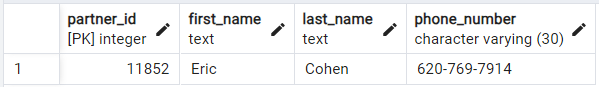 partner_id first_name last_name phone_number
[PK] integer text text character varying (30)
1 11852 Eric Cohen 620-769-7914